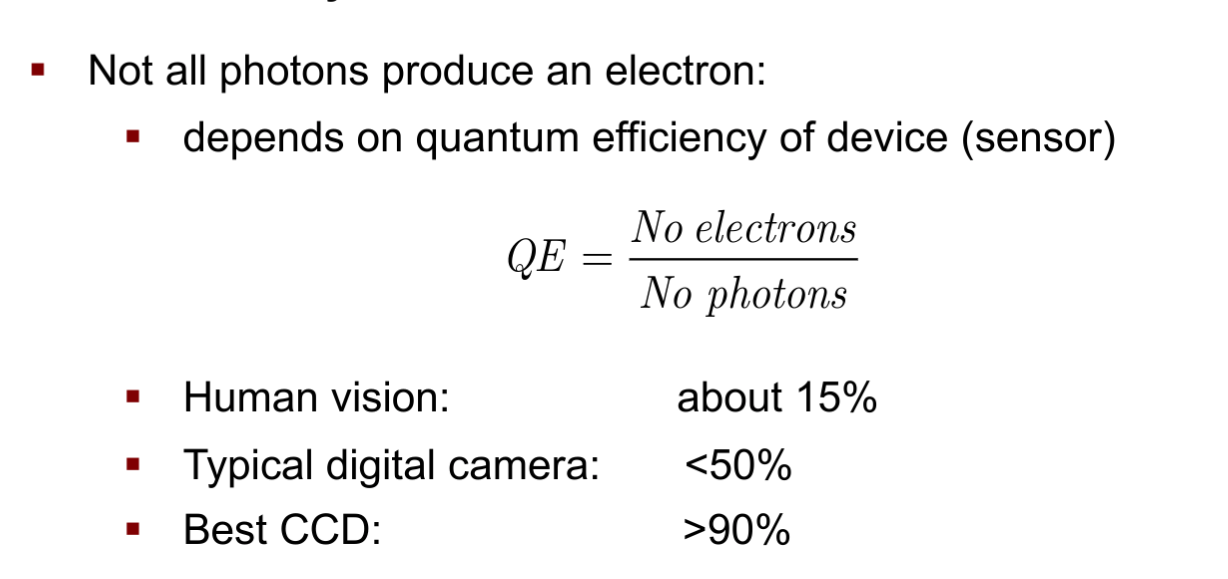 Not all photons produce an electron:
depends on quantum efficiency of device (sensor)
QE = No electrons / No photons
Human vision: about 15%
Typical digital camera: <50%
Best CCD: >90%